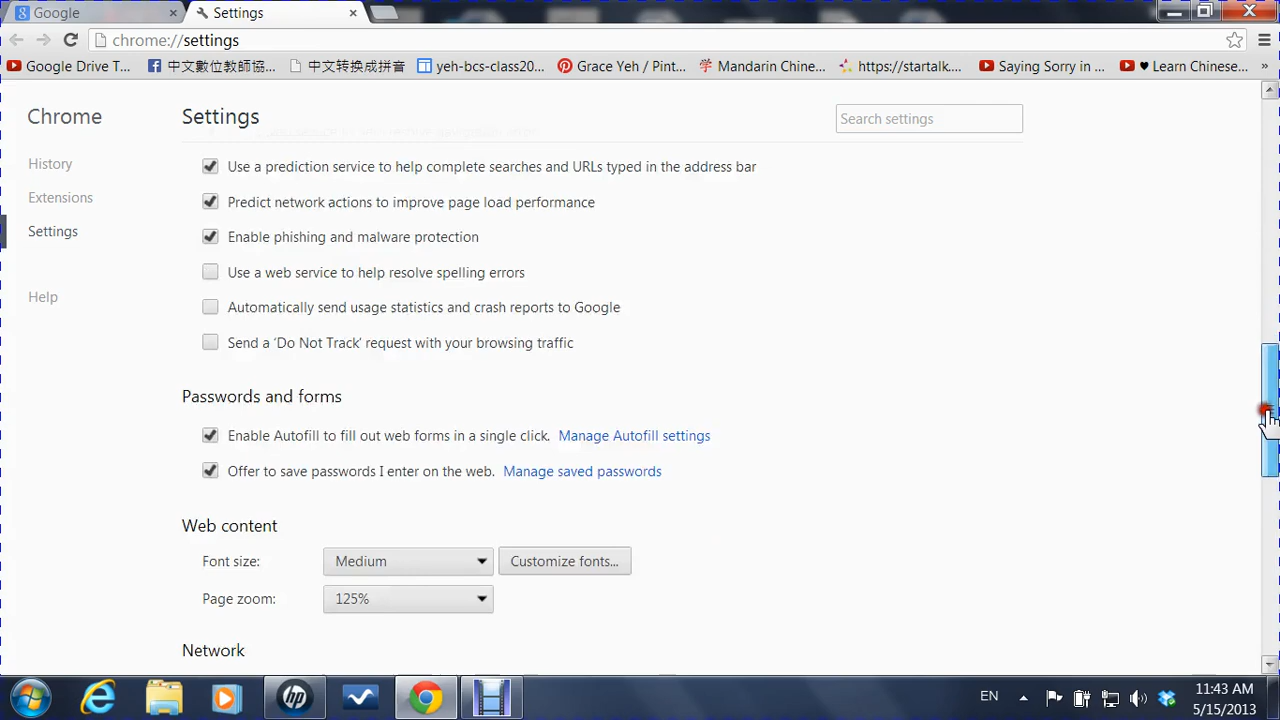 Google
Settings
chrome://settings
Google Drive T...
中文數位教師協...
中文转换成拼音
yeh-bcs-class20...
Grace Yeh / Pint...
Mandarin Chine...
https://startalk....
Saying Sorry in ...
♥ Learn Chinese...
»
Chrome
Settings
Search settings
History
Extensions
Settings
Help
Use a prediction service to help complete searches and URLs typed in the address bar
Predict network actions to improve page load performance
Enable phishing and malware protection
Use a web service to help resolve spelling errors
Automatically send usage statistics and crash reports to Google
Send a ‘Do Not Track’ request with your browsing traffic
Passwords and forms
Enable Autofill to fill out web forms in a single click. Manage Autofill settings
Offer to save passwords I enter on the web. Manage saved passwords
Web content
Font size: Medium Customize fonts...
Page zoom: 125%
Network
EN
11:43 AM
5/15/2013